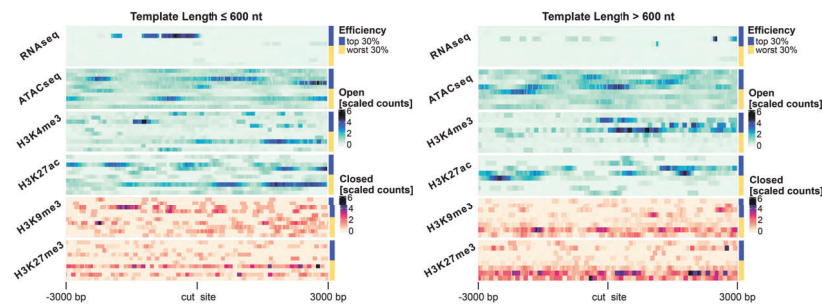 Template Length ≤ 600 nt
RNAseq
ATACseq
H3K4me3
H3K27ac
H3K9me3
H3K27me3
Efficiency
top 30%
worst 30%
Open
[scaled counts]
6
4
2
0
Closed
[scaled counts]
6
4
2
0
-3000 bp
cut site
3000 bp
Template Length > 600 nt
RNAseq
ATACseq
H3K4me3
H3K27ac
H3K9me3
H3K27me3
Efficiency
top 30%
worst 30%
Open
[scaled counts]
6
4
2
0
Closed
[scaled counts]
6
4
2
0
-3000 bp
cut site
3000 bp